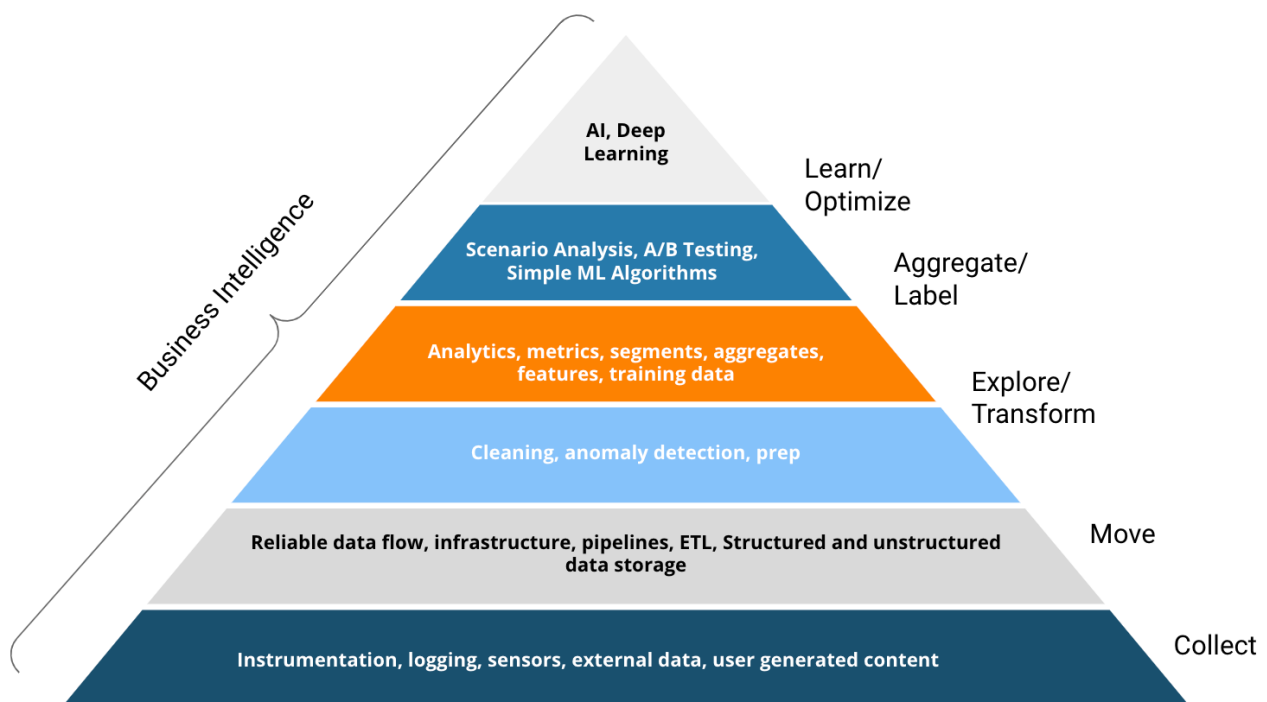 AI, Deep
Learning
Learn/
Optimize
Business Intelligence
Scenario Analysis, A/B Testing,
Simple ML Algorithms
Aggregate/
Label
Analytics, metrics, segments, aggregates,
features, training data
Explore/
Transform
Cleaning, anomaly detection, prep
Reliable data flow, infrastructure, pipelines, ETL, Structured and unstructured
data storage
Move
Instrumentation, logging, sensors, external data, user generated content
Collect